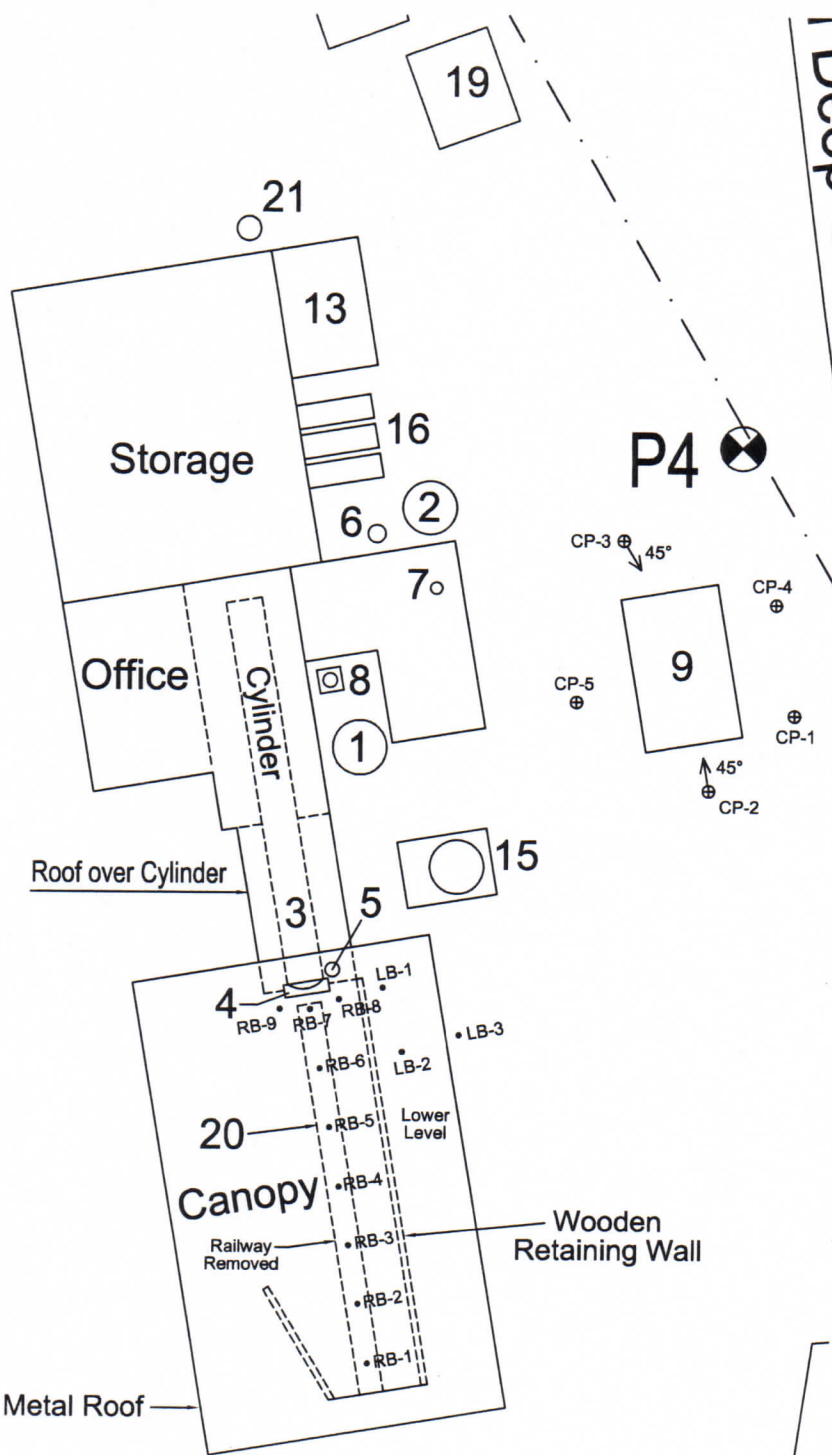 19
21
13
Storage
16
P4
2
6
CP-3
45°
7
CP-4
Office
Cylinder
8
9
CP-5
1
CP-1
45°
CP-2
15
Roof over Cylinder
3
5
4
LB-1
RB-9
RB-7
RB-8
LB-3
RB-6
LB-2
20
RB-5
Lower
Level
RB-4
Canopy
Railway
Removed
RB-3
Wooden
Retaining Wall
RB-2
RB-1
Metal Roof